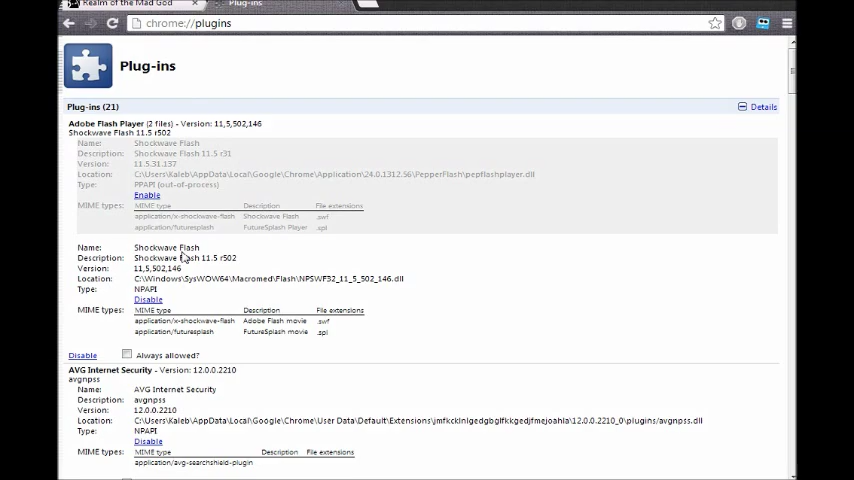 Realm of the Mad God × Plug-ins
chrome://plugins
Plug-ins
Plug-ins (21) Details
Adobe Flash Player (2 files) - Version: 11,5,502,146
Shockwave Flash 11.5 r502
Name: Shockwave Flash
Description: Shockwave Flash 11.5 r31
Version: 11.5.31.137
Location: C:\Users\Kaleb\AppData\Local\Google\Chrome\Application\24.0.1312.56\PepperFlash\pepflashplayer.dll
Type: PPAPI (out-of-process)
Enable
MIME types: MIME type Description File extensions
application/x-shockwave-flash Shockwave Flash .swf
application/futuresplash FutureSplash Player .spl
Name: Shockwave Flash
Description: Shockwave Flash 11.5 r502
Version: 11,5,502,146
Location: C:\Windows\SysWOW64\Macromed\Flash\NPSWF32_11_5_502_146.dll
Type: NPAPI
Disable
MIME types: MIME type Description File extensions
application/x-shockwave-flash Adobe Flash movie .swf
application/futuresplash FutureSplash movie .spl
Disable Always allowed?
AVG Internet Security - Version: 12.0.0.2210
avgnpss
Name: AVG Internet Security
Description: avgnpss
Version: 12.0.0.2210
Location: C:\Users\Kaleb\AppData\Local\Google\Chrome\User Data\Default\Extensions\jmfkcklnlgedgbglfkkgedjfmejoahla\12.0.0.2210_0\plugins/avgnpss.dll
Type: NPAPI
Disable
MIME types: MIME type Description File extensions
application/avg-searchshield-plugin